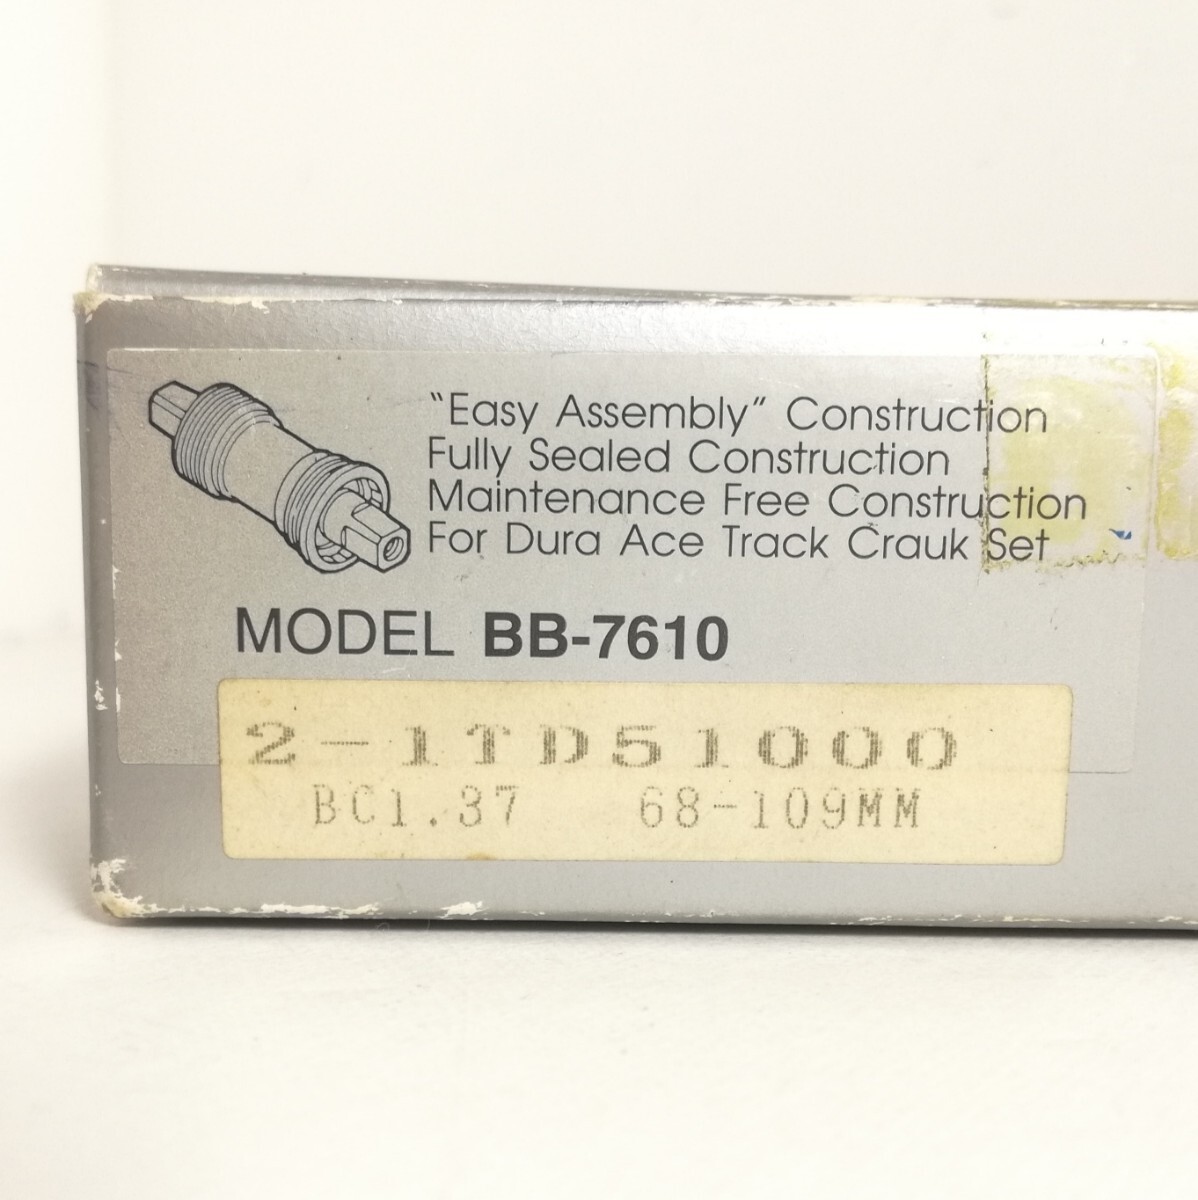 "Easy Assembly" Construction
Fully Sealed Construction
Maintenance Free Construction
For Dura Ace Track Crauk Set
MODEL BB-7610
2-1TD51000
BC1.37 68-109MM